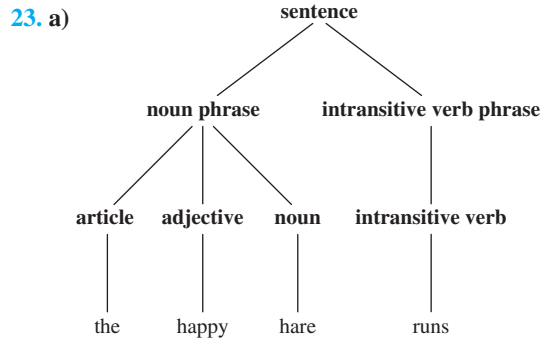 23. a)
sentence
noun phrase intransitive verb phrase
article adjective noun intransitive verb
the happy hare runs